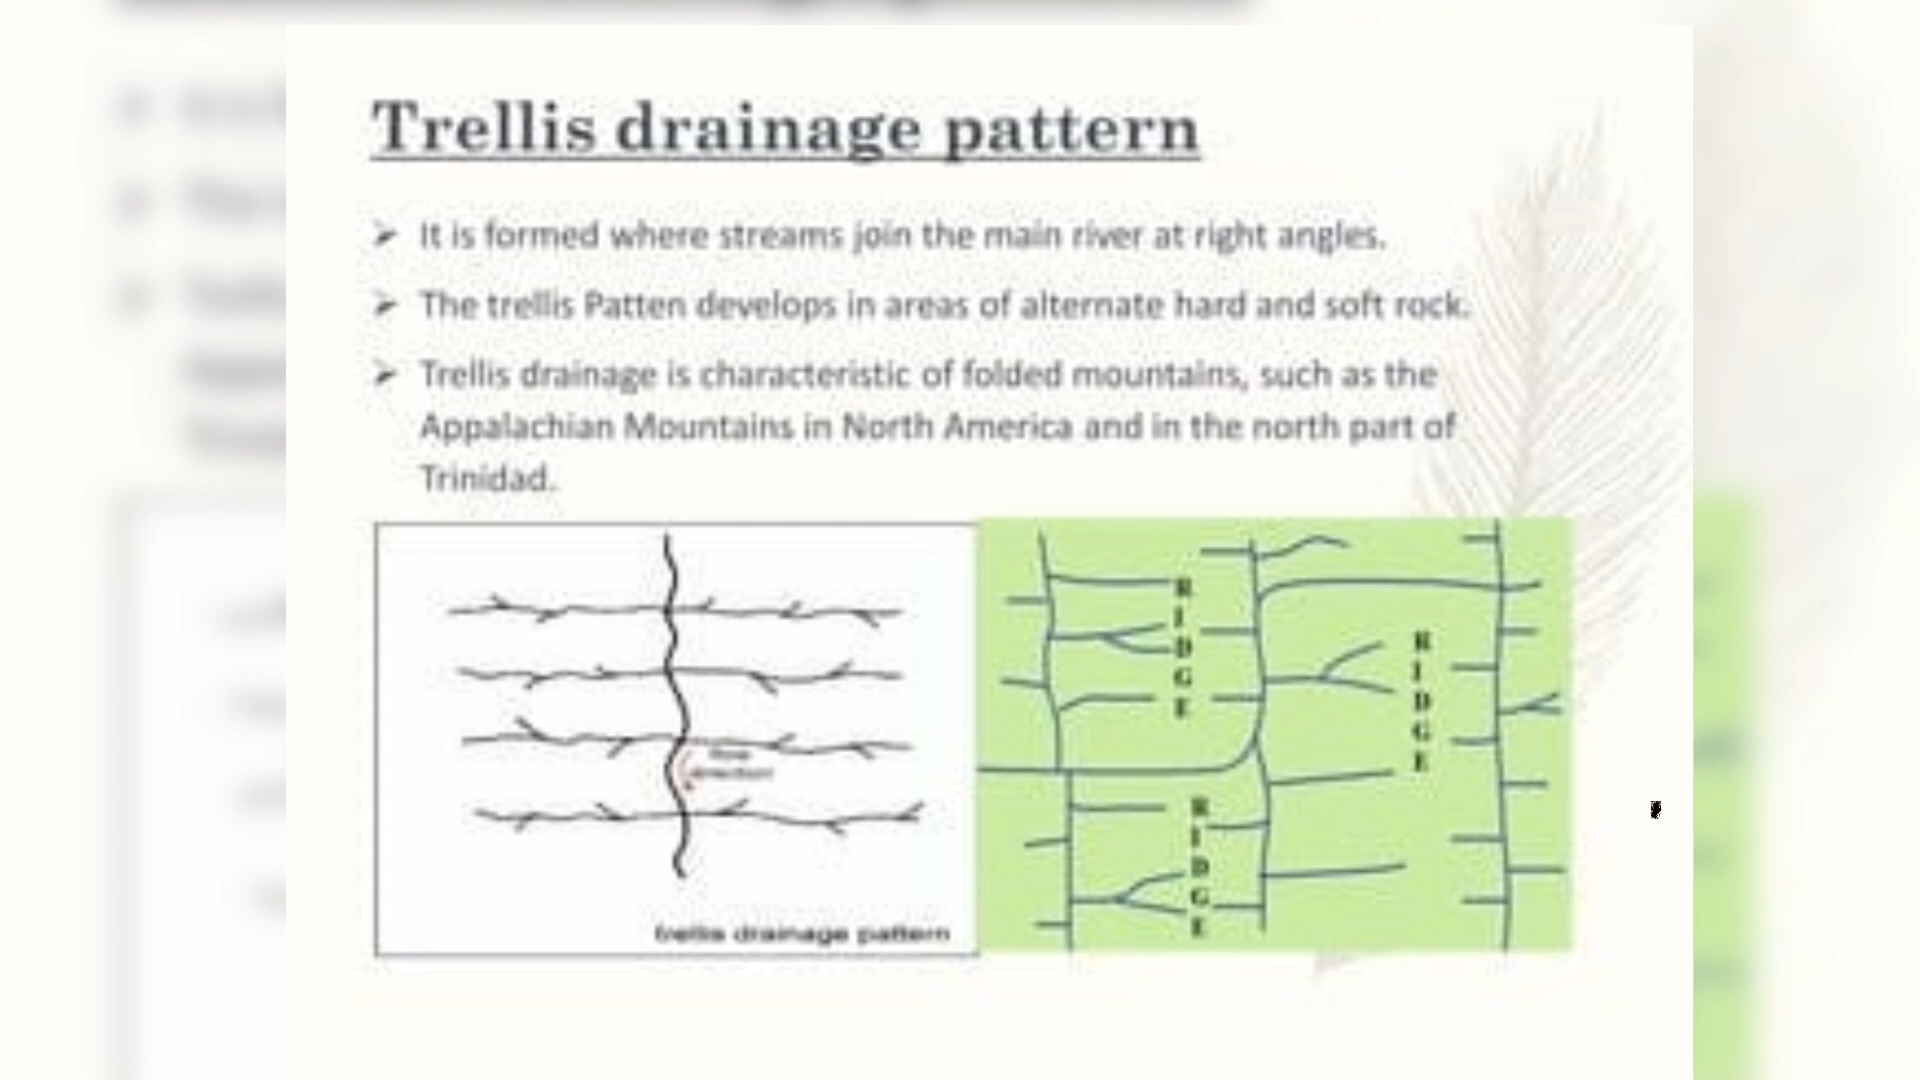 Trellis drainage pattern
➢ It is formed where streams join the main river at right angles.
➢ The trellis Patten develops in areas of alternate hard and soft rock.
➢ Trellis drainage is characteristic of folded mountains, such as the
Appalachian Mountains in North America and in the north part of
Trinidad.
flow
direction
trellis drainage pattern
RIDGE
RIDGE
RIDGE